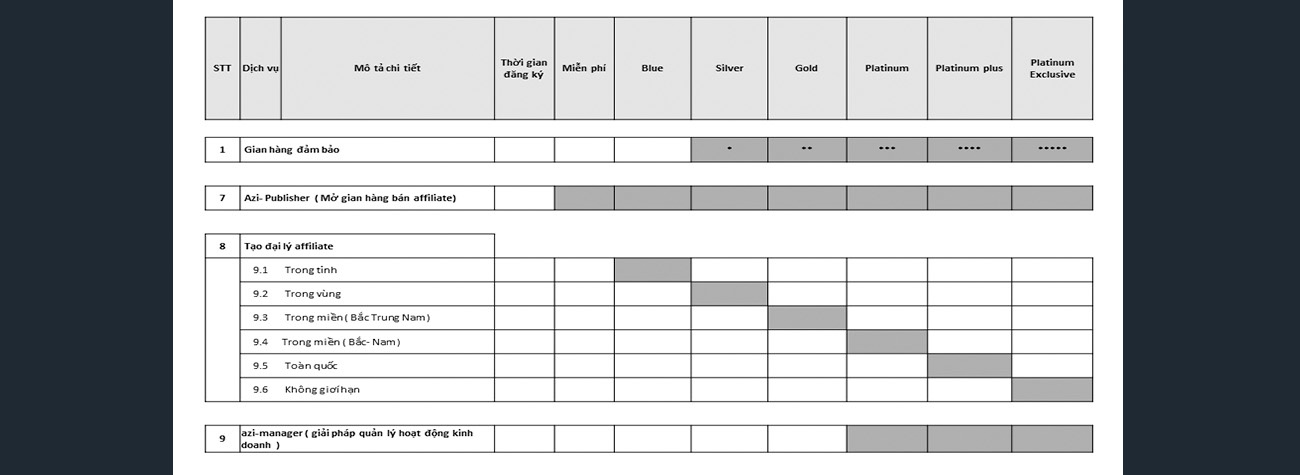 STT Dịch vụ Mô tả chi tiết Thời gian đăng ký Miễn phí Blue Silver Gold Platinum Platinum plus Platinum Exclusive
1 Gian hàng đảm bảo • •• ••• •••• •••••
7 Azi- Publisher ( Mở gian hàng bán affiliate)
8 Tạo đại lý affiliate
9.1 Trong tỉnh
9.2 Trong vùng
9.3 Trong miền ( Bắc Trung Nam )
9.4 Trong miền ( Bắc- Nam )
9.5 Toàn quốc
9.6 Không giơí hạn
9 azi-manager ( giải pháp quản lý hoạt động kinh
doanh )